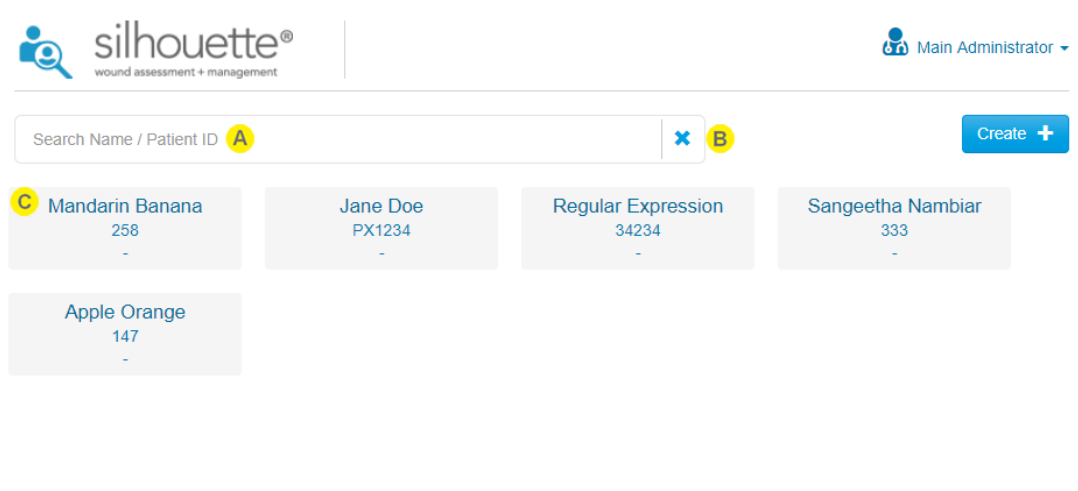 silhouette®
wound assessment + management
Main Administrator
Search Name / Patient ID A
B
Create +
C
Mandarin Banana
258
-
Jane Doe
PX1234
-
Regular Expression
34234
-
Sangeetha Nambiar
333
-
Apple Orange
147
-